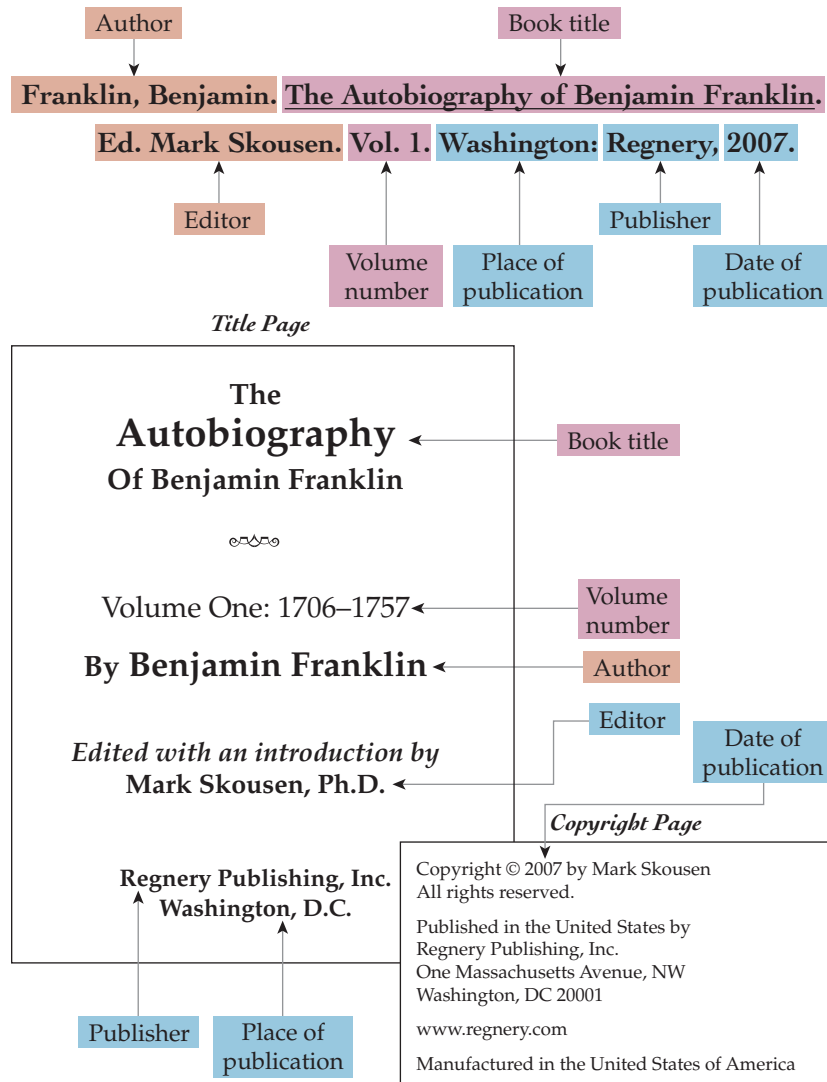 Author
Book title
Franklin, Benjamin. The Autobiography of Benjamin Franklin.
Ed. Mark Skousen. Vol. 1. Washington: Regnery, 2007.
Editor
Publisher
Volume
number
Place of
publication
Date of
publication
Title Page
The
Autobiography
Of Benjamin Franklin
Book title
Volume One: 1706–1757
Volume
number
By Benjamin Franklin
Author
Editor
Edited with an introduction by
Mark Skousen, Ph.D.
Date of
publication
Copyright Page
Regnery Publishing, Inc.
Washington, D.C.
Publisher
Place of
publication
Copyright © 2007 by Mark Skousen
All rights reserved.
Published in the United States by
Regnery Publishing, Inc.
One Massachusetts Avenue, NW
Washington, DC 20001
www.regnery.com
Manufactured in the United States of America